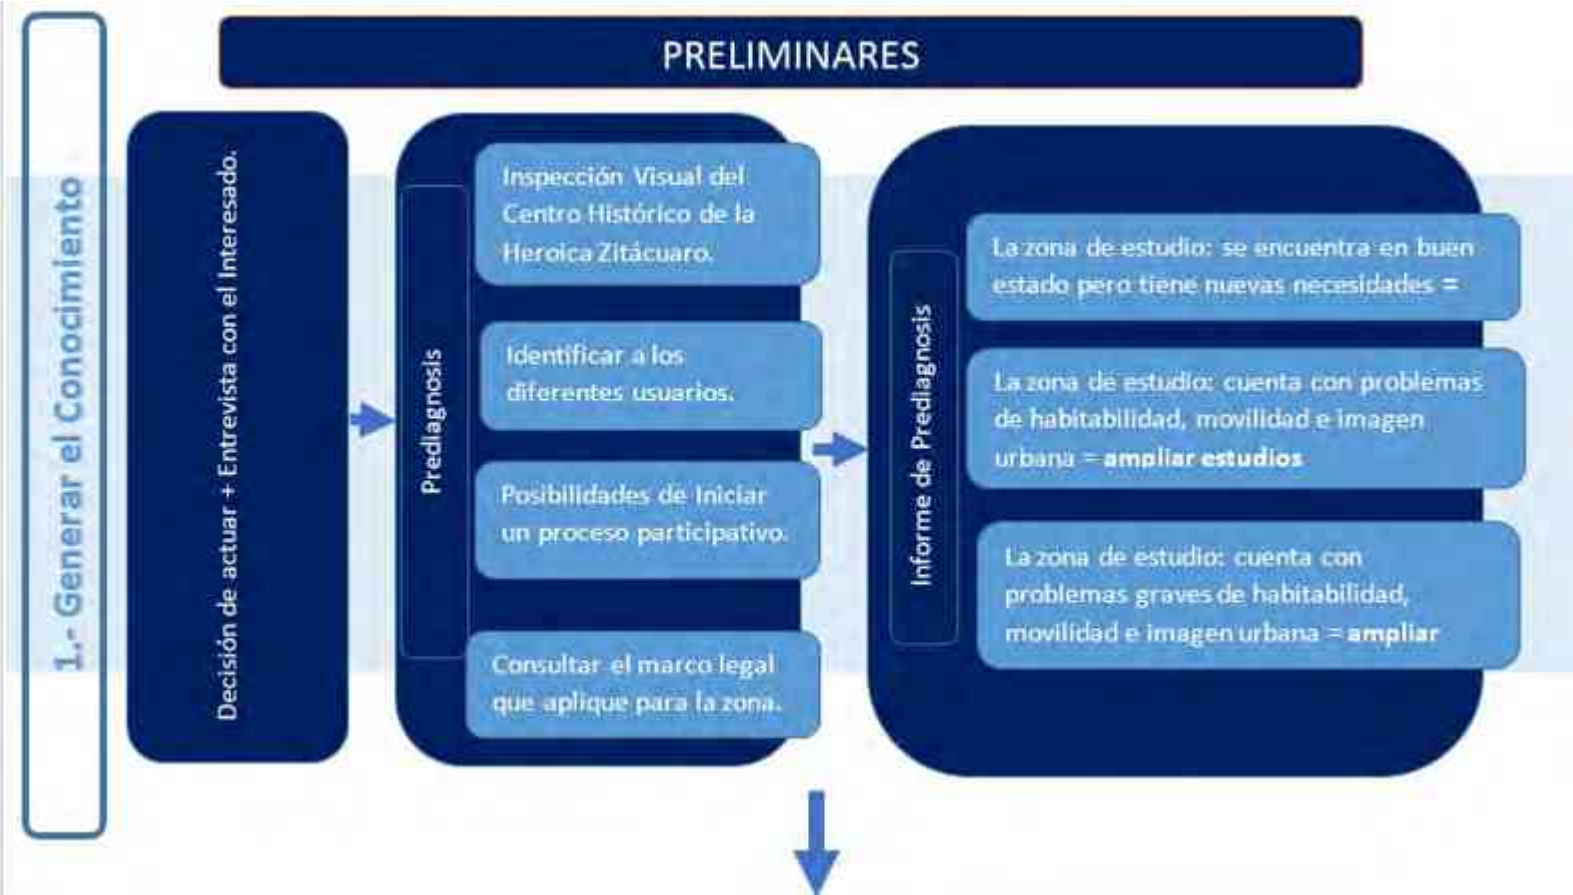 PRELIMINARES
1.- Generar el Conocimiento
Decisión de actuar + Entrevista con el Interesado.
Prediagnosis
Inspección Visual del
Centro Histórico de la
Heroica Zitácuaro.
Identificar a los
diferentes usuarios.
Posibilidades de Iniciar
un proceso participativo.
Consultar el marco legal
que aplique para la zona.
Informe de Prediagnosis
La zona de estudio: se encuentra en buen
estado pero tiene nuevas necesidades =
La zona de estudio: cuenta con problemas
de habitabilidad, movilidad e imagen
urbana = ampliar estudios
La zona de estudio: cuenta con
problemas graves de habitabilidad,
movilidad e imagen urbana = ampliar